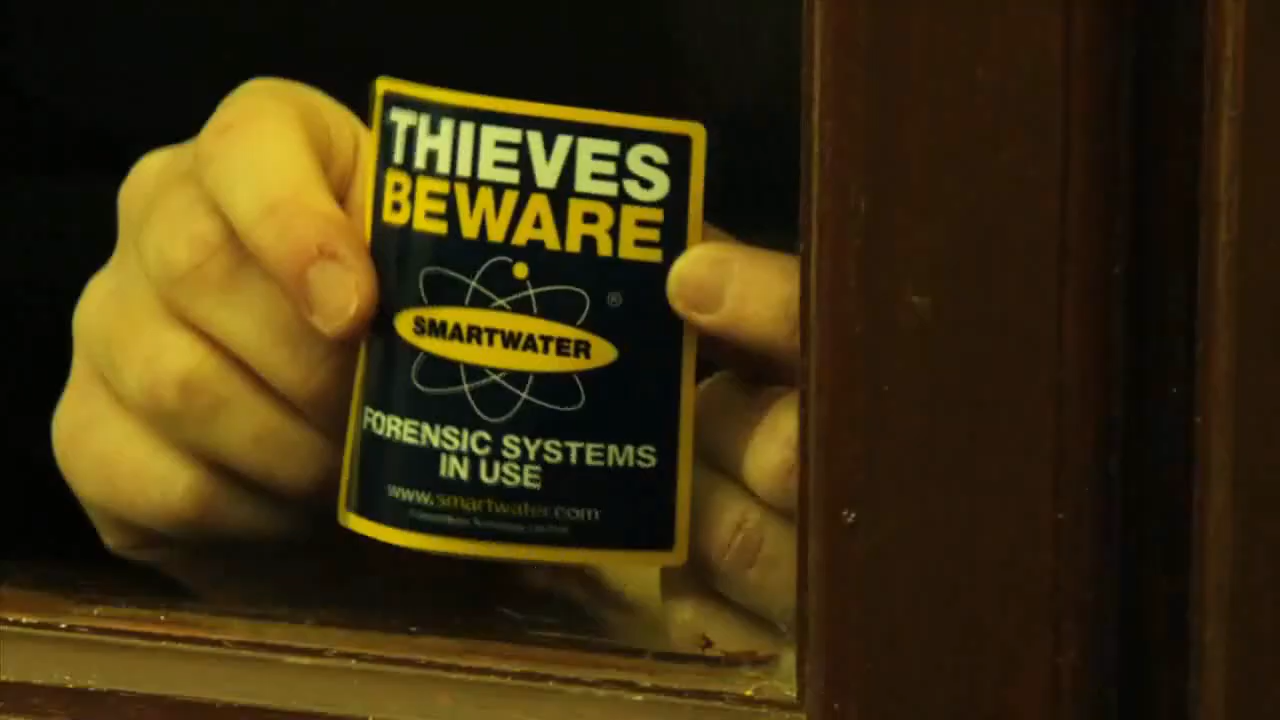 THIEVES
BEWARE
®
SMARTWATER
FORENSIC SYSTEMS
IN USE
www.smartwater.com